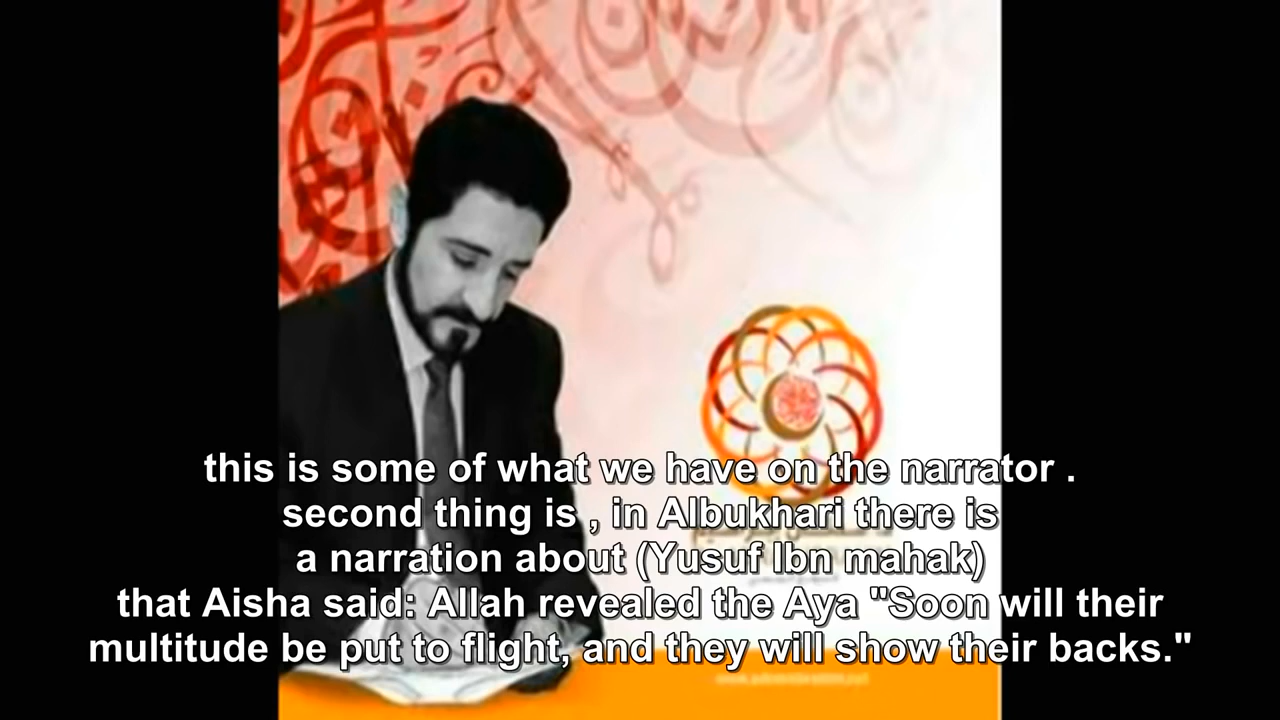 this is some of what we have on the narrator .
second thing is , in Albukhari there is
a narration about (Yusuf Ibn mahak)
that Aisha said: Allah revealed the Aya "Soon will their
multitude be put to flight, and they will show their backs."